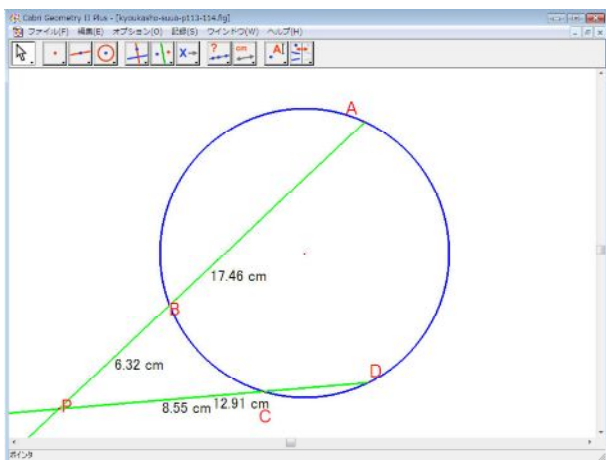 Cabri Geometry II Plus - [kyoukasho-suua-p113-114.fig]
ファイル(F) 編集(E) オプション(O) 記録(S) ウインドウ(W) ヘルプ(H)
A
17.46 cm
B
6.32 cm
D
P
8.55 cm
12.91 cm
C
ポインタ